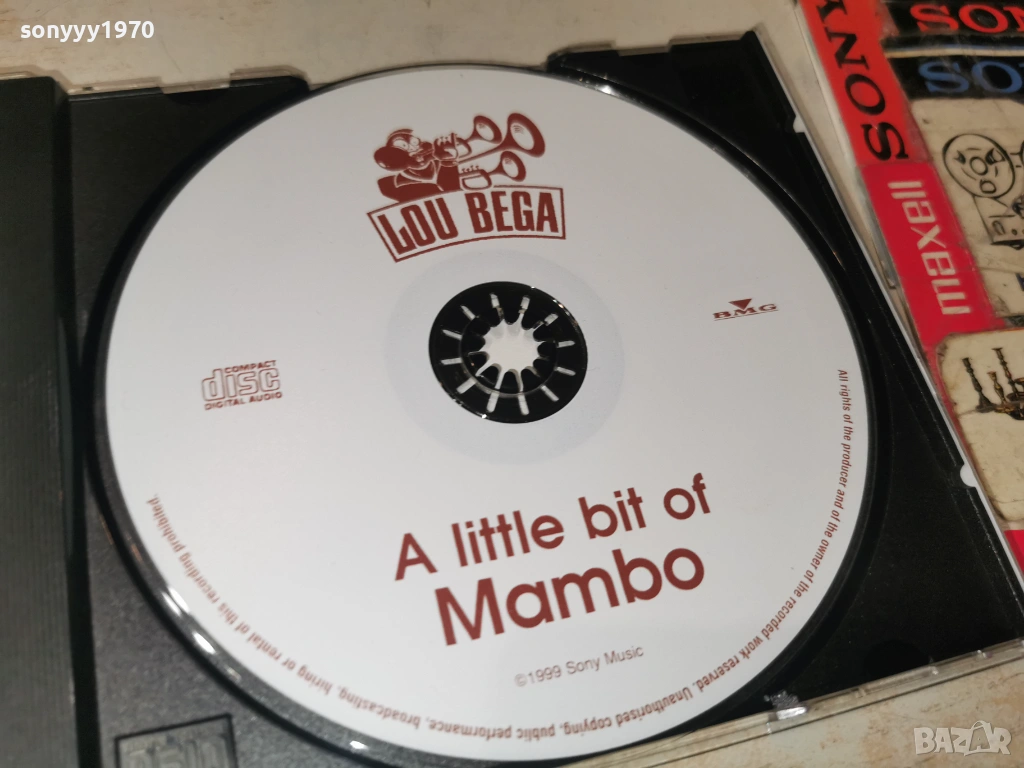 sonyyy1970
LOU BEGA
COMPACT
disc
DIGITAL AUDIO
BMG
A little bit of
Mambo
©1999 Sony Music
All rights of the producer and of the owner of the recorded work reserved. Unauthorised copying, public performance, broadcasting, hiring or rental of this recording prohibited.
SONY
maxell
BAZAR